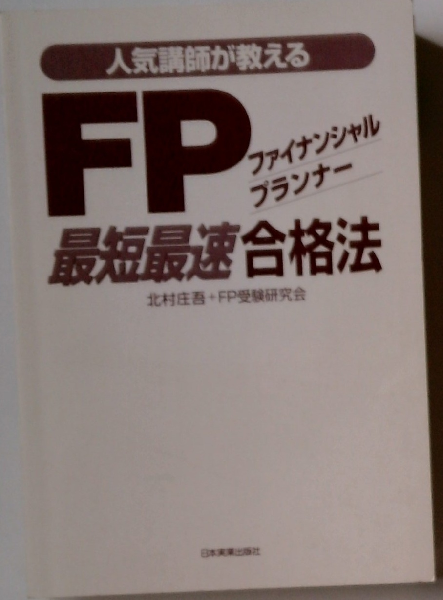 人気講師が教える
FP
ファイナンシャル
プランナー
最短最速合格法
北村庄吾+FP受験研究会
日本実業出版社